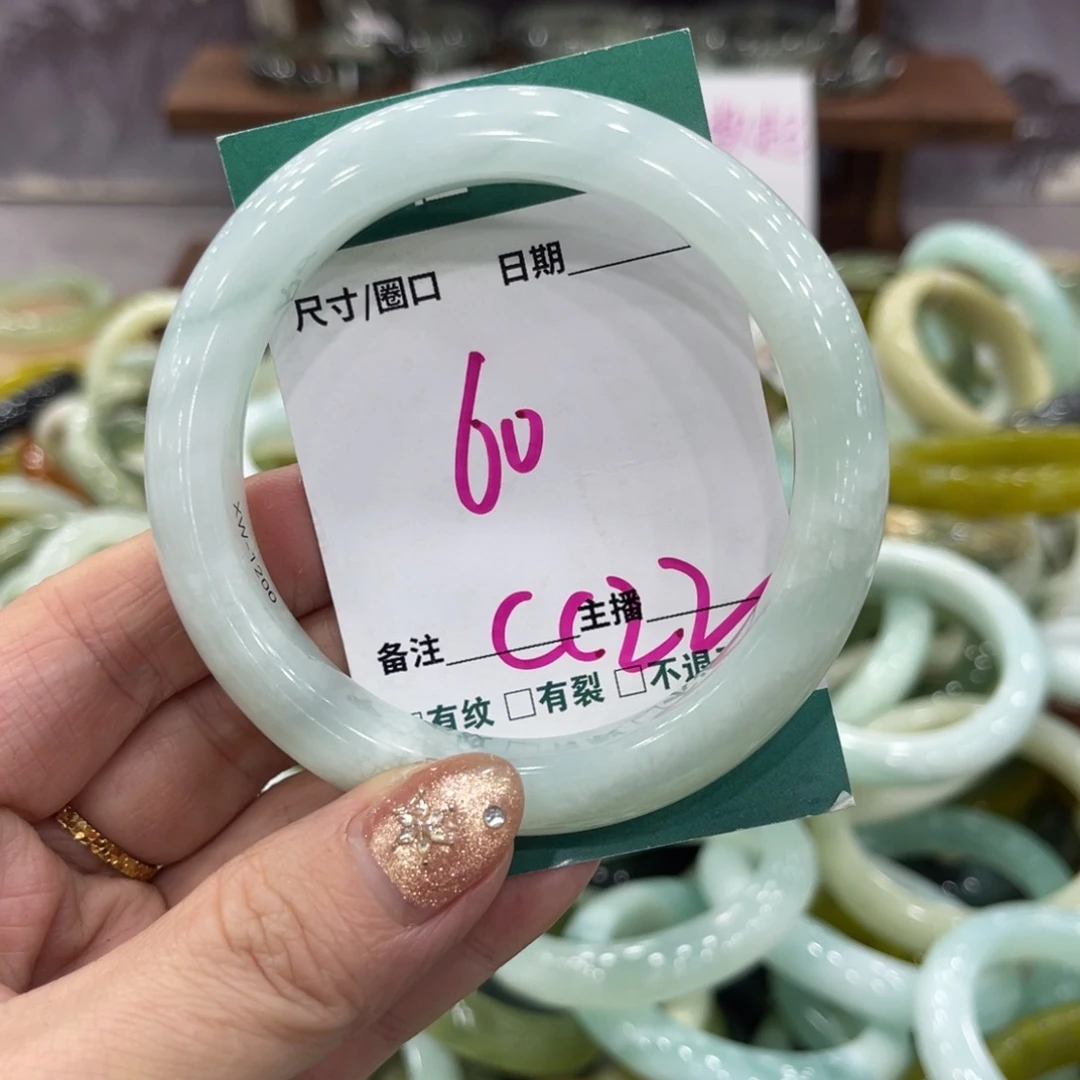 尺寸/圈口 日期
60
CC22
备注 主播
□有纹 □有裂 □不退
XW-1200